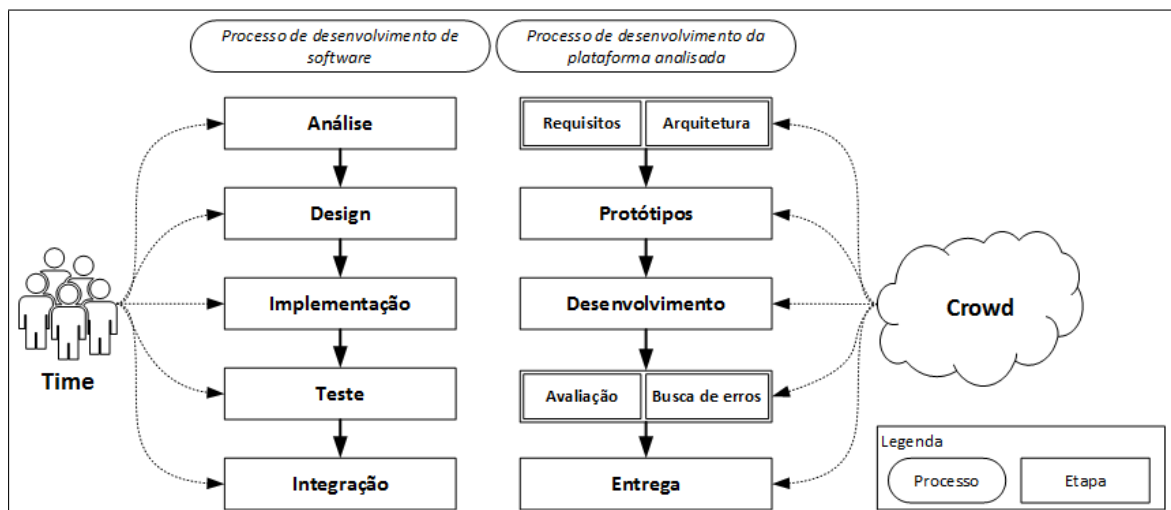 Processo de desenvolvimento de
software
Processo de desenvolvimento da
plataforma analisada
Análise
Requisitos
Arquitetura
Design
Protótipos
Implementação
Desenvolvimento
Crowd
Time
Teste
Avaliação
Busca de erros
Integração
Entrega
Legenda
Processo
Etapa